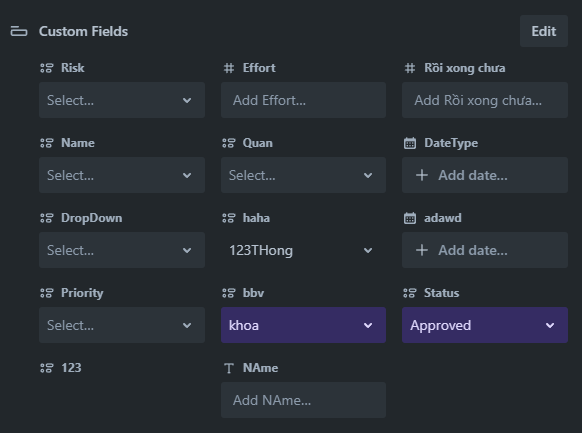 Custom Fields Edit
Risk Effort Rồi xong chưa
Select... Add Effort... Add Rồi xong chưa...
Name Quan DateType
Select... Select... Add date...
DropDown haha adawd
Select... 123THong Add date...
Priority bbv Status
Select... khoa Approved
123 NAme
Add NAme...